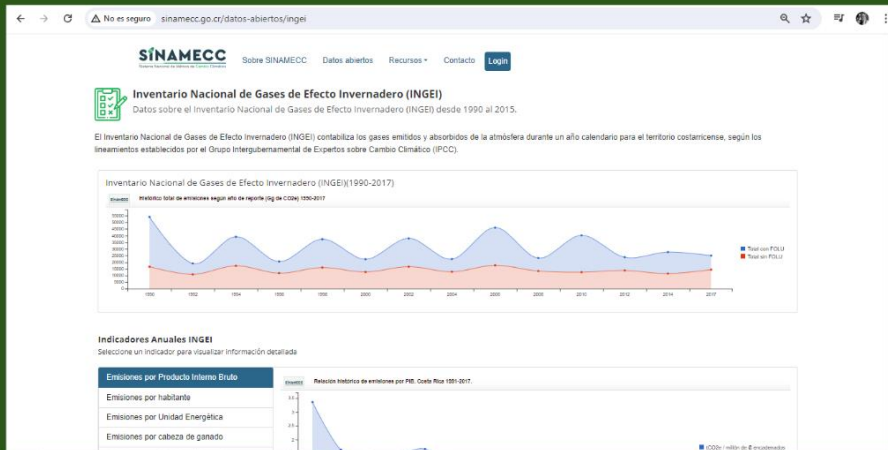 No es seguro sinamecc.go.cr/datos-abiertos/ingei
SINAMECC
Sobre SINAMECC Datos abiertos Recursos Contacto Login
Inventario Nacional de Gases de Efecto Invernadero (INGEI)
Datos sobre el Inventario Nacional de Gases de Efecto Invernadero (INGEI) desde 1990 al 2015.
El Inventario Nacional de Gases de Efecto Invernadero (INGEI) contabiliza los gases emitidos y absorbidos de la atmósfera durante un año calendario para el territorio costarricense, según los
lineamientos establecidos por el Grupo Intergubernamental de Expertos sobre Cambio Climático (IPCC).
Inventario Nacional de Gases de Efecto Invernadero (INGEI)(1990-2017)
Histórico total de emisiones según año de reporte (Gg de CO2e) 1990-2017
Total con FOLU
Total sin FOLU
1990 1992 1994 1996 1998 2000 2002 2004 2006 2008 2010 2012 2014 2017
Indicadores Anuales INGEI
Seleccione un indicador para visualizar información detallada
Emisiones por Producto Interno Bruto
Emisiones por habitante
Emisiones por Unidad Energética
Emisiones por cabeza de ganado
Relación histórico de emisiones por PIB, Costa Rica 1991-2017.